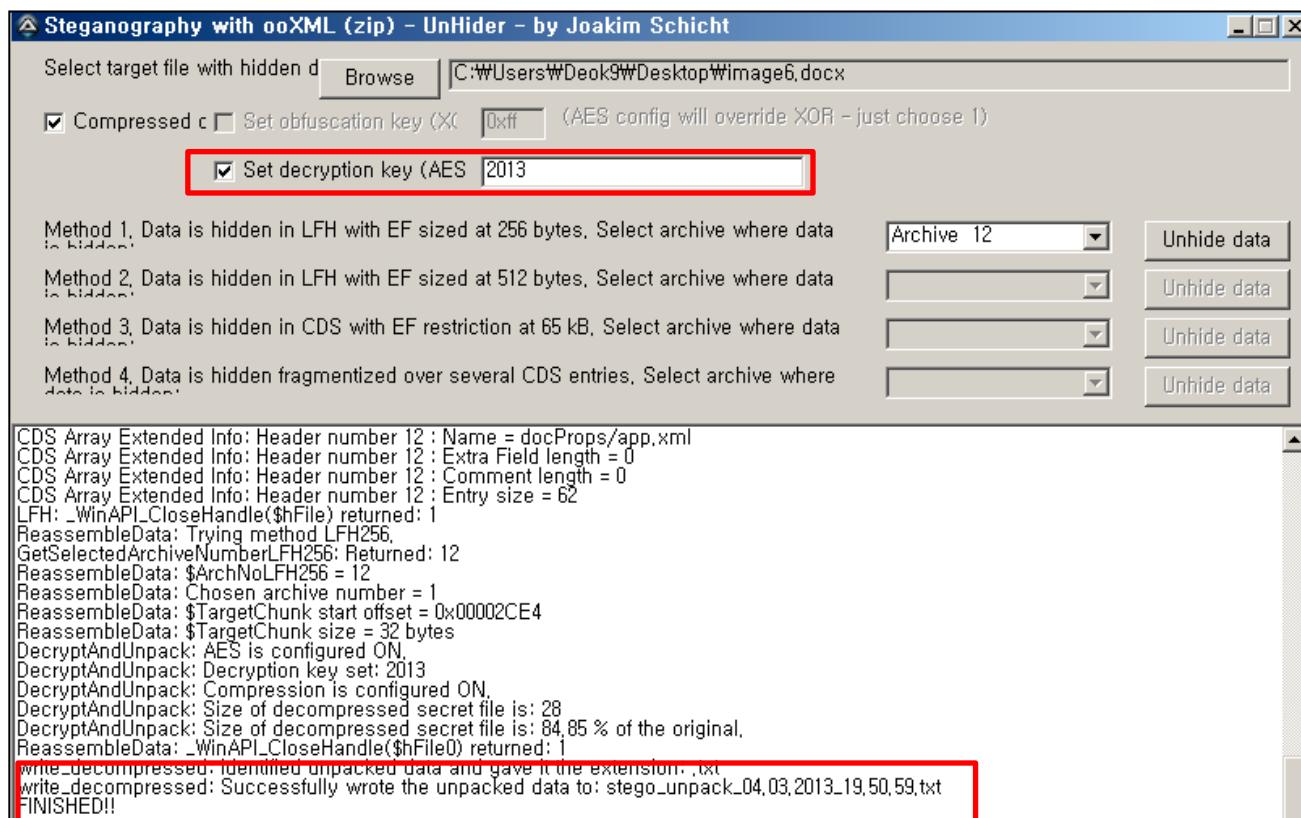 Steganography with ooXML (zip) - UnHider - by Joakim Schicht
Select target file with hidden d Browse C:₩Users₩Deok9₩Desktop₩image6.docx
Compressed c Set obfuscation key (XC 0xff (AES config will override XOR - just choose 1)
Set decryption key (AES 2013
Method 1, Data is hidden in LFH with EF sized at 256 bytes, Select archive where data
is hidden: Archive 12 Unhide data
Method 2, Data is hidden in LFH with EF sized at 512 bytes, Select archive where data
is hidden: Unhide data
Method 3, Data is hidden in CDS with EF restriction at 65 kB, Select archive where data
is hidden: Unhide data
Method 4, Data is hidden fragmentized over several CDS entries, Select archive where
data is hidden: Unhide data
CDS Array Extended Info: Header number 12 : Name = docProps/app.xml
CDS Array Extended Info: Header number 12 : Extra Field length = 0
CDS Array Extended Info: Header number 12 : Comment length = 0
CDS Array Extended Info: Header number 12 : Entry size = 62
LFH: _WinAPI_CloseHandle($hFile) returned: 1
ReassembleData: Trying method LFH256.
GetSelectedArchiveNumberLFH256: Returned: 12
ReassembleData: $ArchNoLFH256 = 12
ReassembleData: Chosen archive number = 1
ReassembleData: $TargetChunk start offset = 0x00002CE4
ReassembleData: $TargetChunk size = 32 bytes
DecryptAndUnpack: AES is configured ON.
DecryptAndUnpack: Decryption key set: 2013
DecryptAndUnpack: Compression is configured ON.
DecryptAndUnpack: Size of decompressed secret file is: 28
DecryptAndUnpack: Size of decompressed secret file is: 84.85 % of the original.
ReassembleData: _WinAPI_CloseHandle($hFile0) returned: 1
write_decompressed: Identified unpacked data and gave it the extension: .txt
write_decompressed: Successfully wrote the unpacked data to: stego_unpack_04.03.2013_19.50.59.txt
FINISHED!!